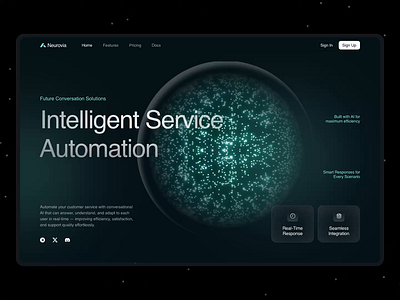 Neurovia
Home Features Pricing Docs
Sign In Sign Up
Future Conversation Solutions
Intelligent Service
Automation
Built with AI for
maximum efficiency
Smart Responses for
Every Scenario
Automate your customer service with conversational
AI that can answer, understand, and adapt to each
user in real time — improving efficiency, satisfaction,
and support quality effortlessly.
Real-Time
Response
Seamless
Integration